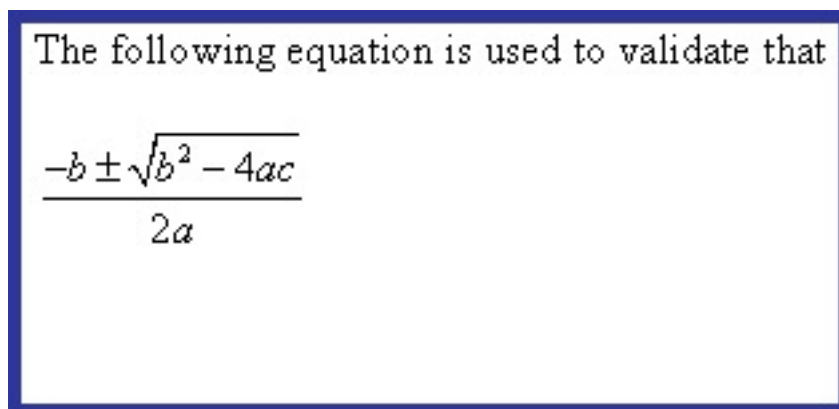 The following equation is used to validate that
−b ± √b² − 4ac
2a